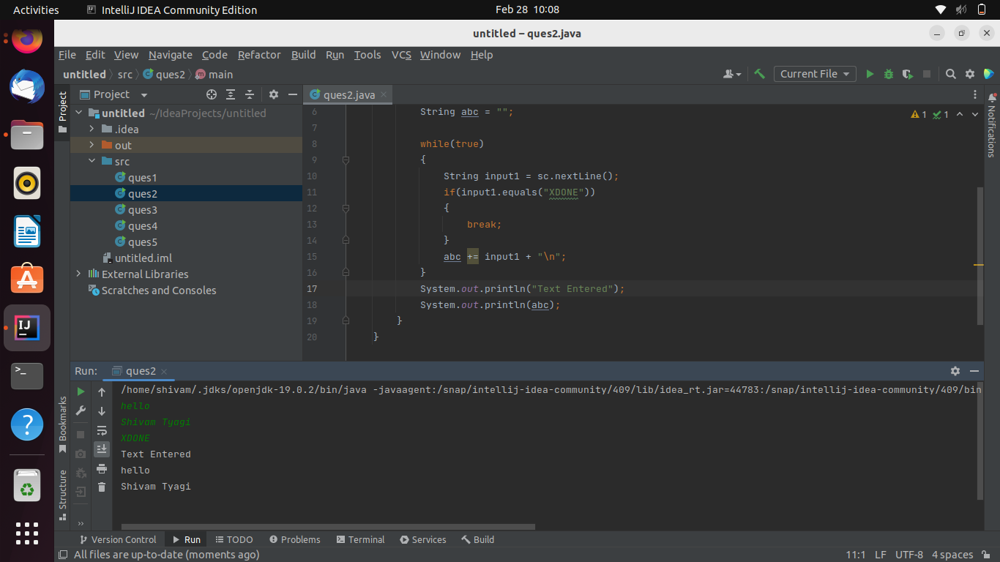 Activities IntelliJ IDEA Community Edition Feb 28 10:08
untitled – ques2.java
File Edit View Navigate Code Refactor Build Run Tools VCS Window Help
untitled src ques2 m main Current File
Project Project ques2.java
untitled ~/IdeaProjects/untitled
.idea
out
src
ques1
ques2
ques3
ques4
ques5
untitled.iml
External Libraries
Scratches and Consoles
6 String abc = "";
7
8 while(true)
9 {
10 String input1 = sc.nextLine();
11 if(input1.equals("XDONE"))
12 {
13 break;
14 }
15 abc += input1 + "\n";
16 }
17 System.out.println("Text Entered");
18 System.out.println(abc);
19 }
20 }
1 1
Notifications
Run: ques2
/home/shivam/.jdks/openjdk-19.0.2/bin/java -javaagent:/snap/intellij-idea-community/409/lib/idea_rt.jar=44783:/snap/intellij-idea-community/409/bin
hello
Shivam Tyagi
XDONE
Text Entered
hello
Shivam Tyagi
Bookmarks
Structure
Version Control Run TODO Problems Terminal Services Build
All files are up-to-date (moments ago) 11:1 LF UTF-8 4 spaces